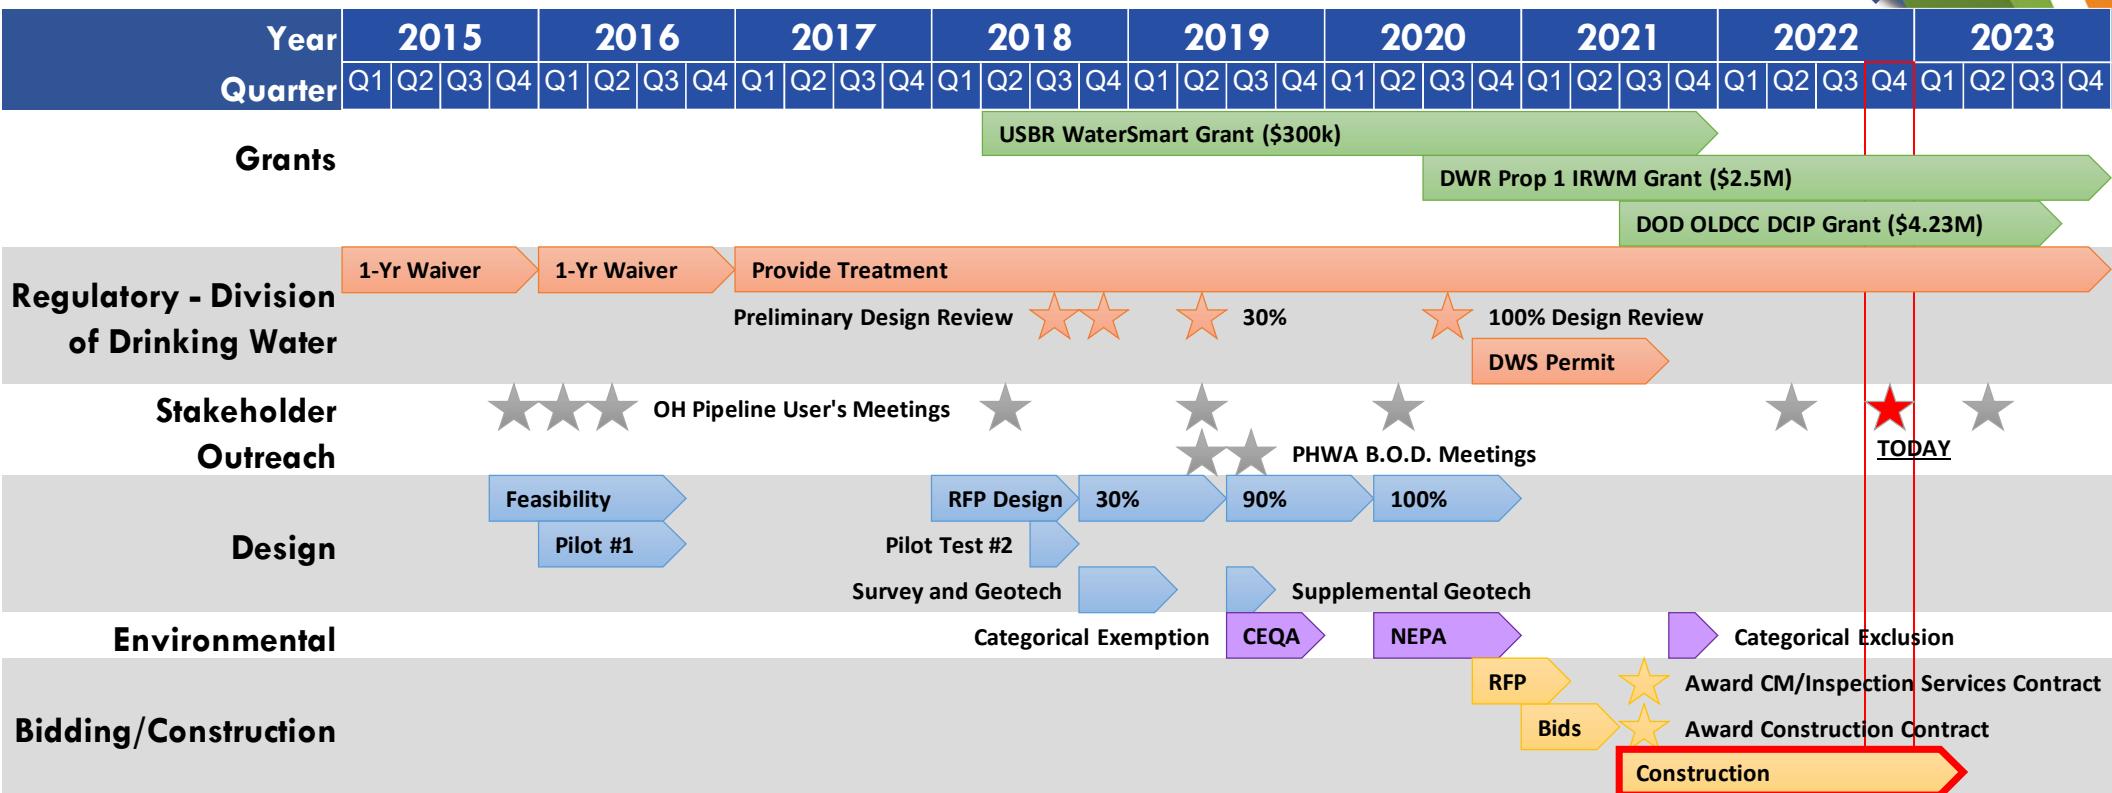 Year 2015 2016 2017 2018 2019 2020 2021 2022 2023
Quarter Q1 Q2 Q3 Q4 Q1 Q2 Q3 Q4 Q1 Q2 Q3 Q4 Q1 Q2 Q3 Q4 Q1 Q2 Q3 Q4 Q1 Q2 Q3 Q4 Q1 Q2 Q3 Q4 Q1 Q2 Q3 Q4 Q1 Q2 Q3 Q4
Grants
USBR WaterSmart Grant ($300k)
DWR Prop 1 IRWM Grant ($2.5M)
DOD OLDCC DCIP Grant ($4.23M)
Regulatory - Division
of Drinking Water
1-Yr Waiver 1-Yr Waiver Provide Treatment
Preliminary Design Review 30% 100% Design Review
DWS Permit
Stakeholder
Outreach
OH Pipeline User's Meetings
PHWA B.O.D. Meetings
TODAY
Design
Feasibility RFP Design 30% 90% 100%
Pilot #1 Pilot Test #2
Survey and Geotech Supplemental Geotech
Environmental
Categorical Exemption CEQA NEPA Categorical Exclusion
Bidding/Construction
RFP Award CM/Inspection Services Contract
Bids Award Construction Contract
Construction